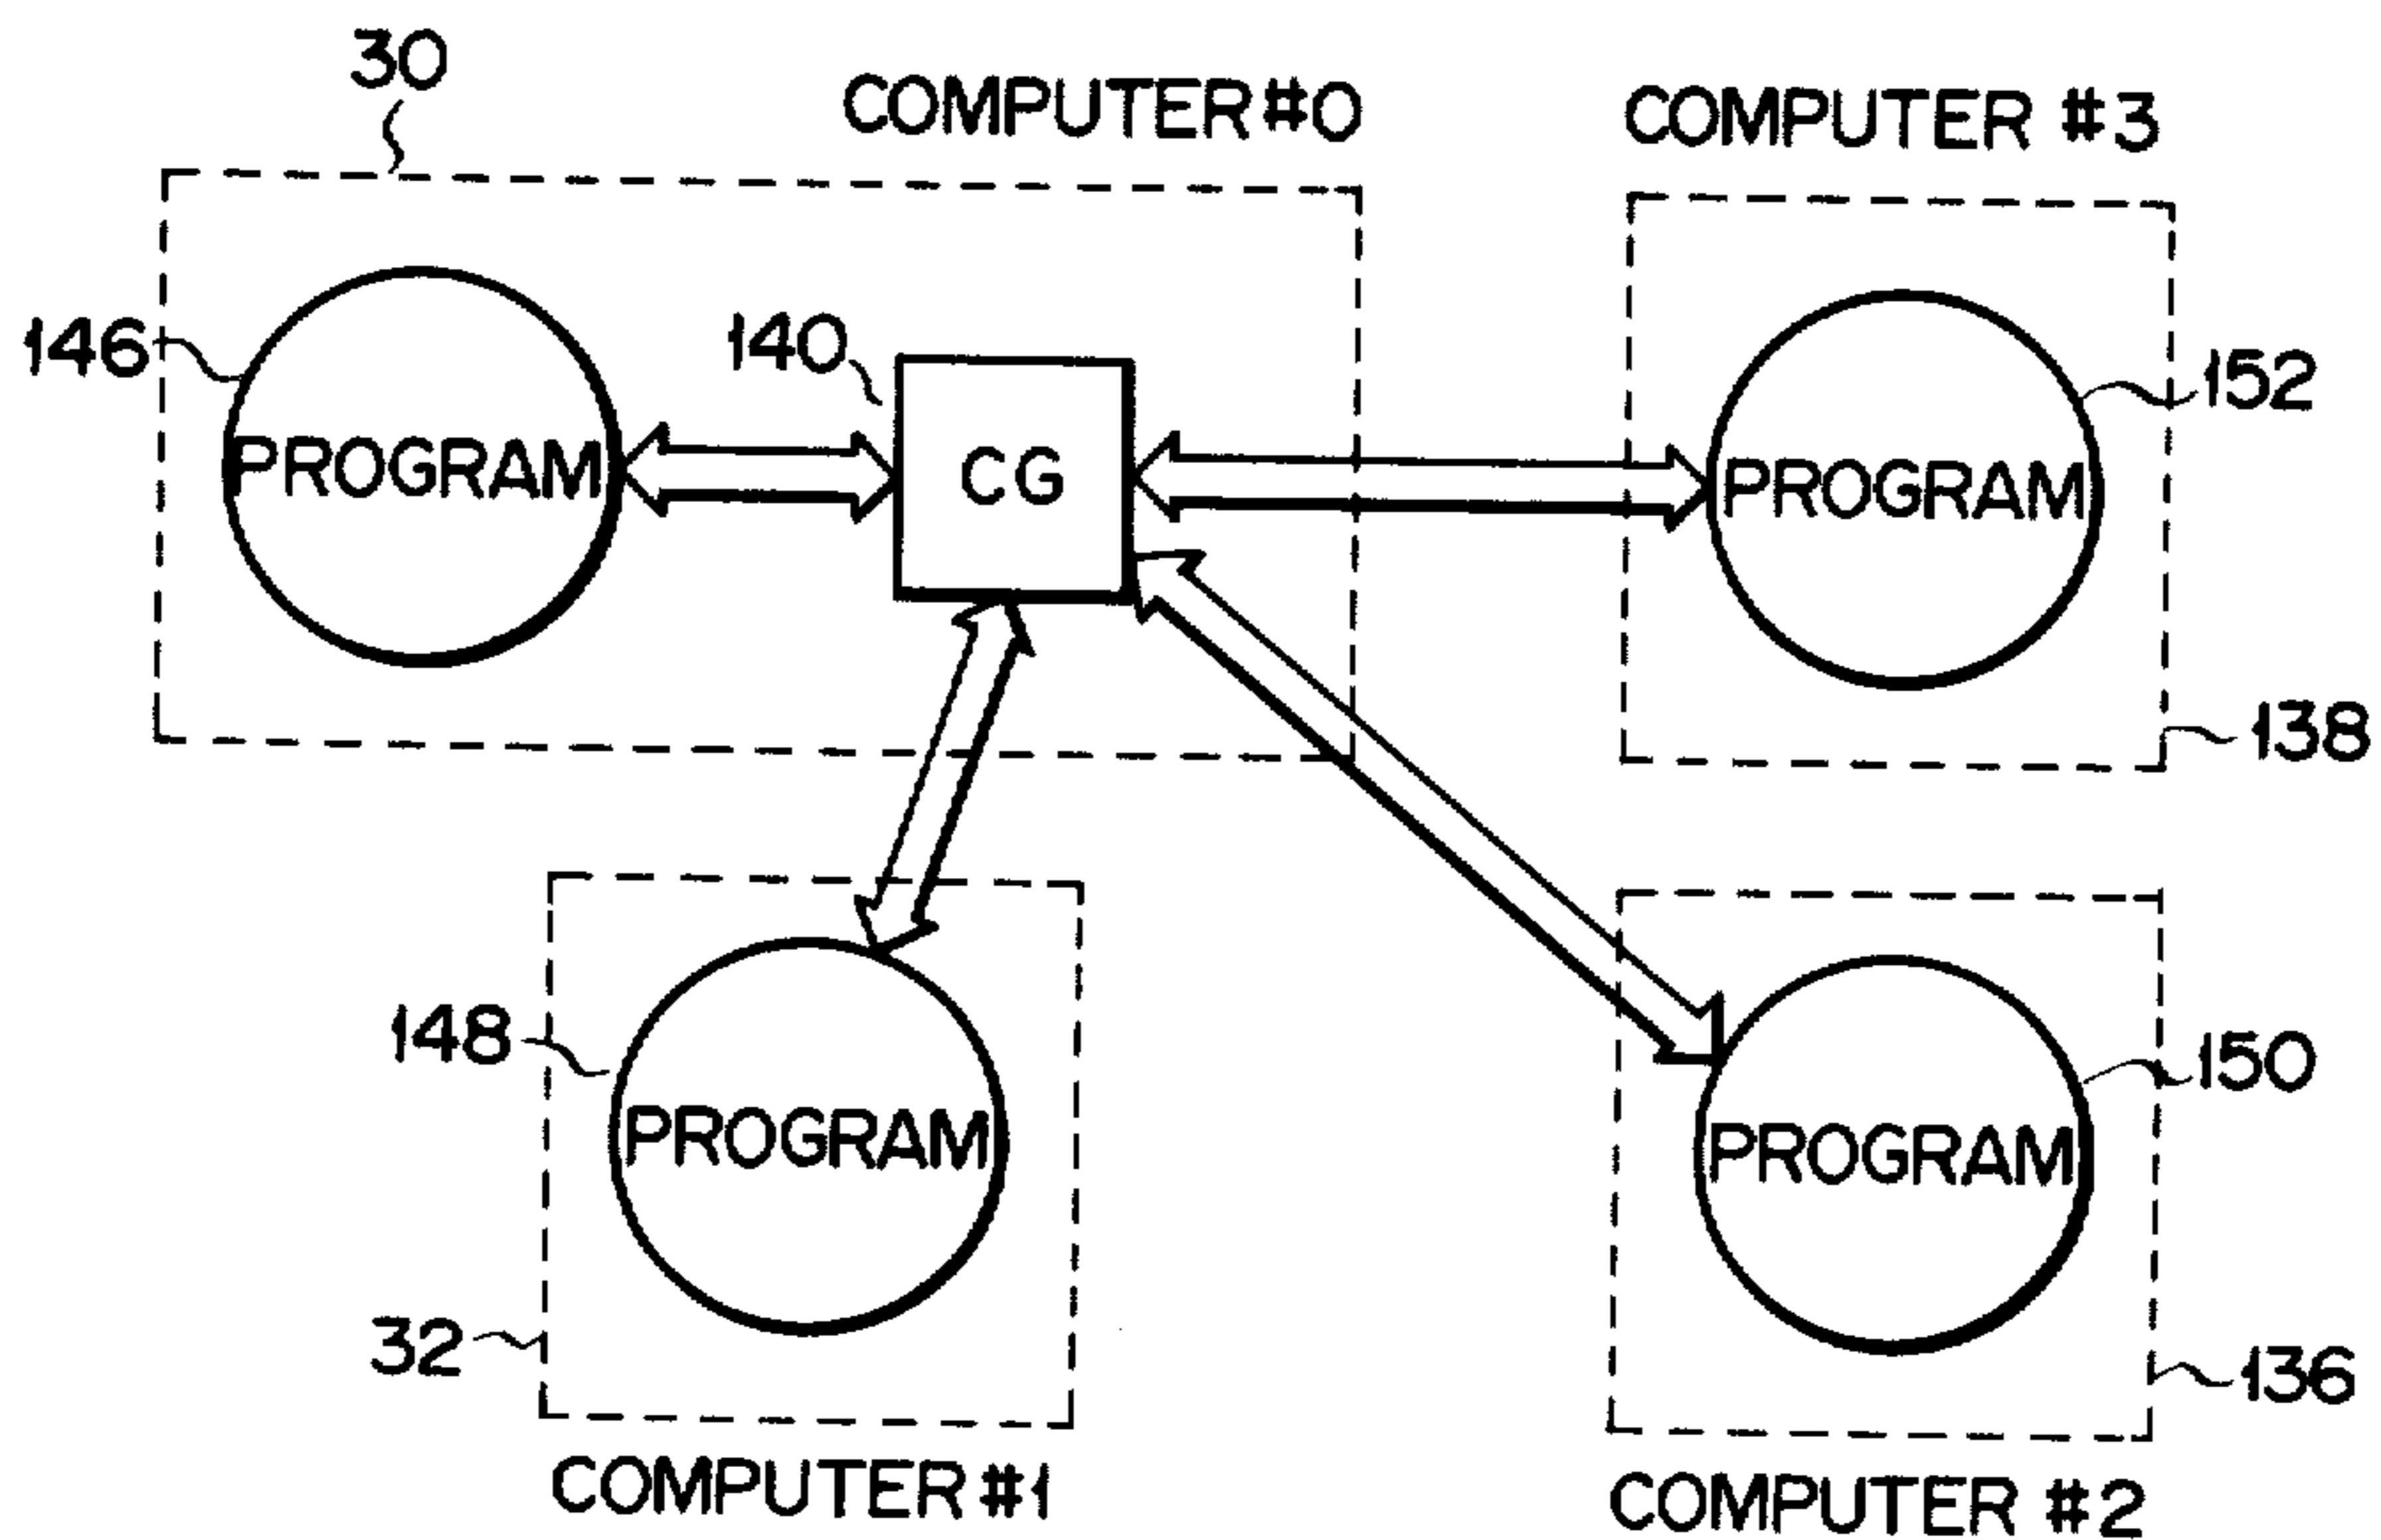 30
COMPUTER #0
COMPUTER #3
146
140
152
PROGRAM
CG
PROGRAM
138
148
150
PROGRAM
PROGRAM
32
136
COMPUTER #1
COMPUTER #2